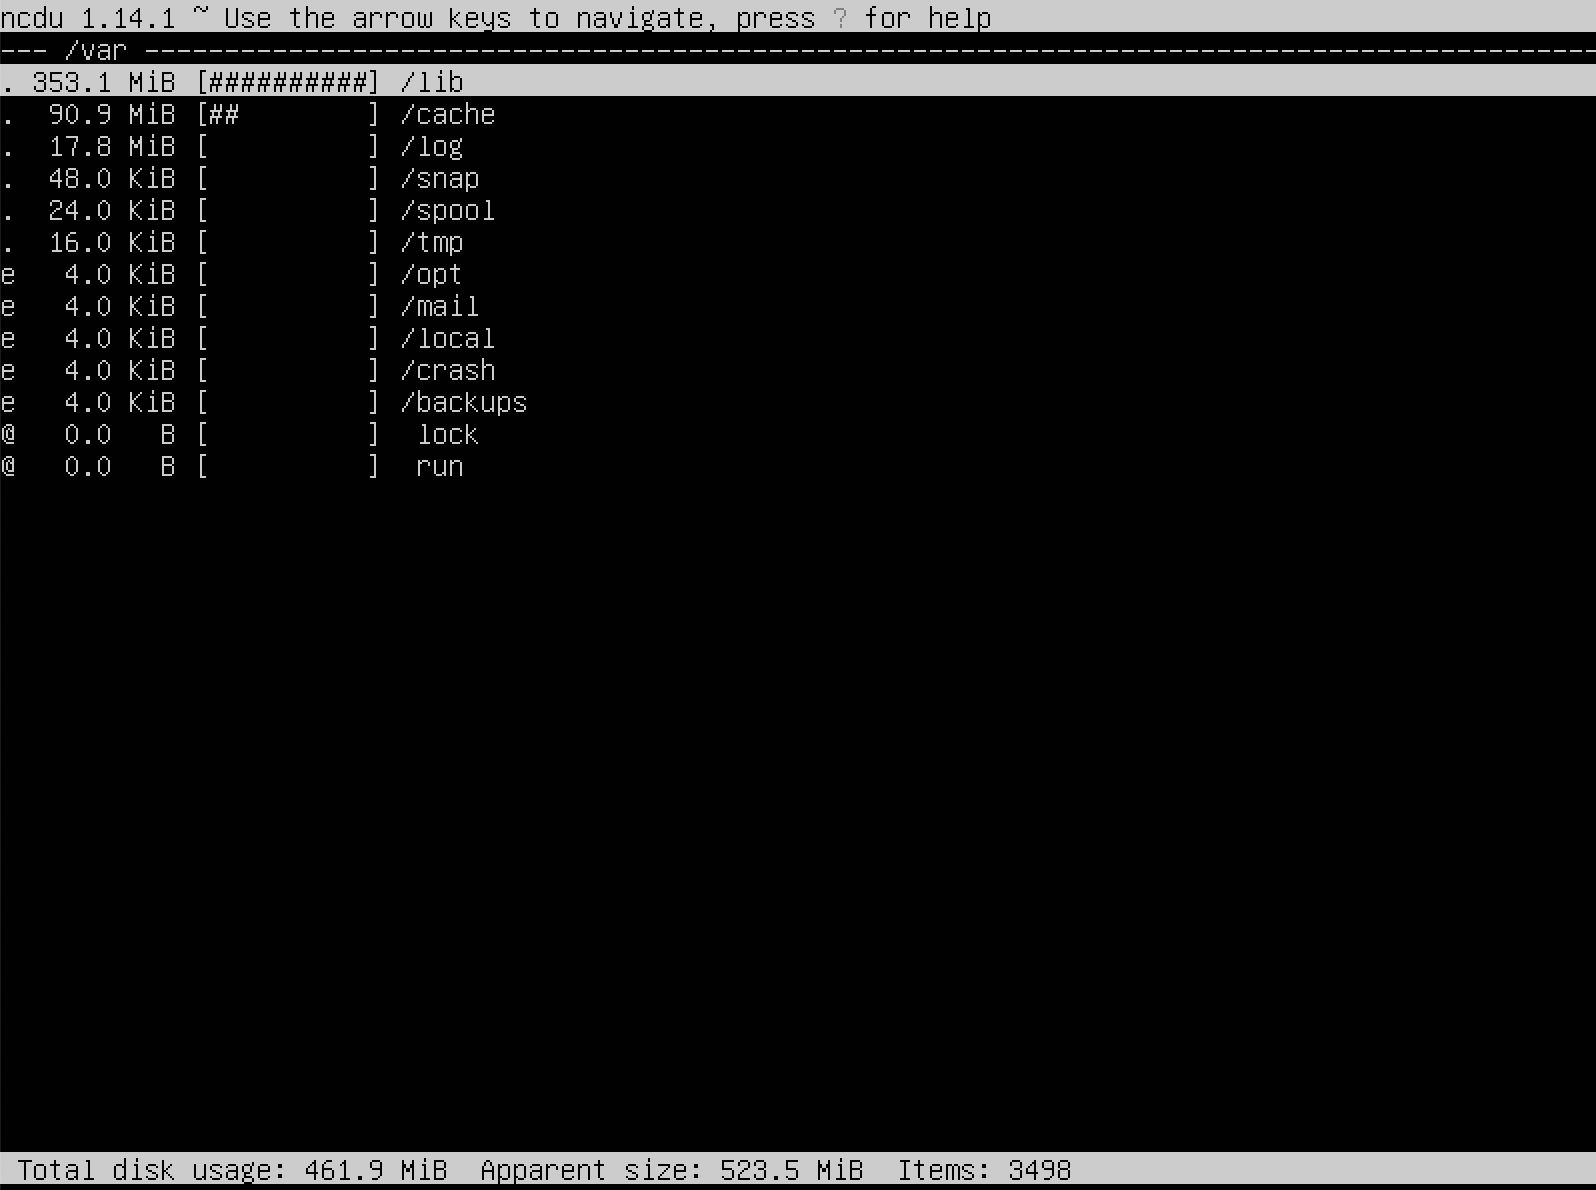 ncdu 1.14.1 ~ Use the arrow keys to navigate, press ? for help
--- /var -------------------------------------------------------------------------------------------
. 353.1 MiB [##########] /lib
.  90.9 MiB [##        ] /cache
.  17.8 MiB [          ] /log
.  48.0 KiB [          ] /snap
.  24.0 KiB [          ] /spool
.  16.0 KiB [          ] /tmp
e   4.0 KiB [          ] /opt
e   4.0 KiB [          ] /mail
e   4.0 KiB [          ] /local
e   4.0 KiB [          ] /crash
e   4.0 KiB [          ] /backups
@   0.0   B [          ]  lock
@   0.0   B [          ]  run
Total disk usage: 461.9 MiB  Apparent size: 523.5 MiB  Items: 3498